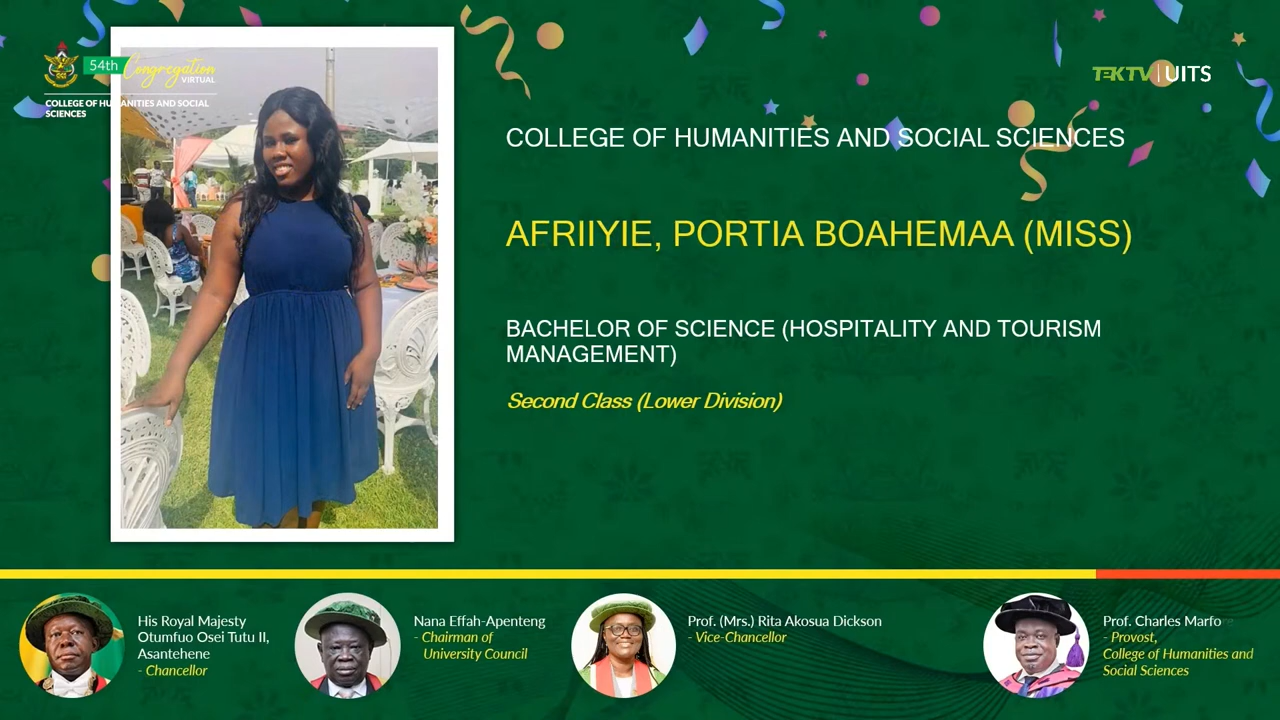 54th Congregation
VIRTUAL
COLLEGE OF HUMANITIES AND SOCIAL
SCIENCES
TEKTV | UITS
COLLEGE OF HUMANITIES AND SOCIAL SCIENCES
AFRIIYIE, PORTIA BOAHEMAA (MISS)
BACHELOR OF SCIENCE (HOSPITALITY AND TOURISM
MANAGEMENT)
Second Class (Lower Division)
His Royal Majesty
Otumfuo Osei Tutu II,
Asantehene
- Chancellor
Nana Effah-Apenteng
- Chairman of
University Council
Prof. (Mrs.) Rita Akosua Dickson
- Vice-Chancellor
Prof. Charles Marfo
- Provost,
College of Humanities and
Social Sciences